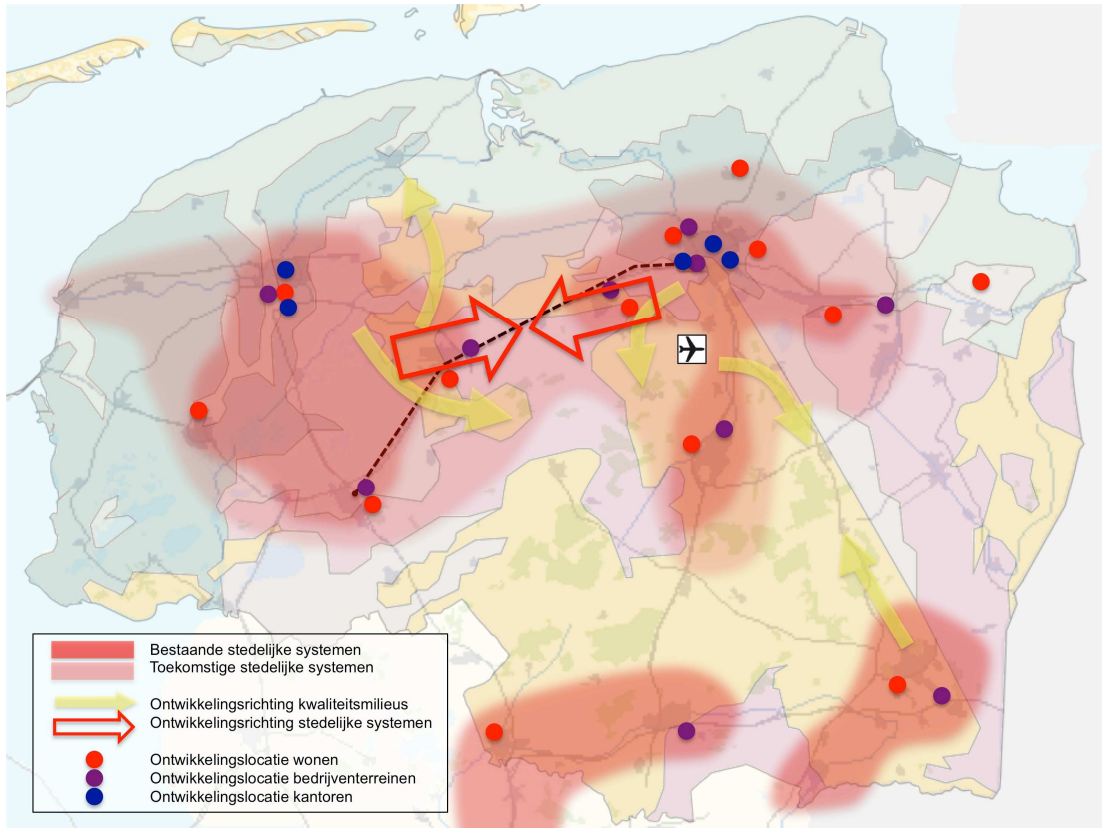 Bestaande stedelijke systemen
Toekomstige stedelijke systemen
Ontwikkelingsrichting kwaliteitsmilieus
Ontwikkelingsrichting stedelijke systemen
Ontwikkelingslocatie wonen
Ontwikkelingslocatie bedrijventerreinen
Ontwikkelingslocatie kantoren